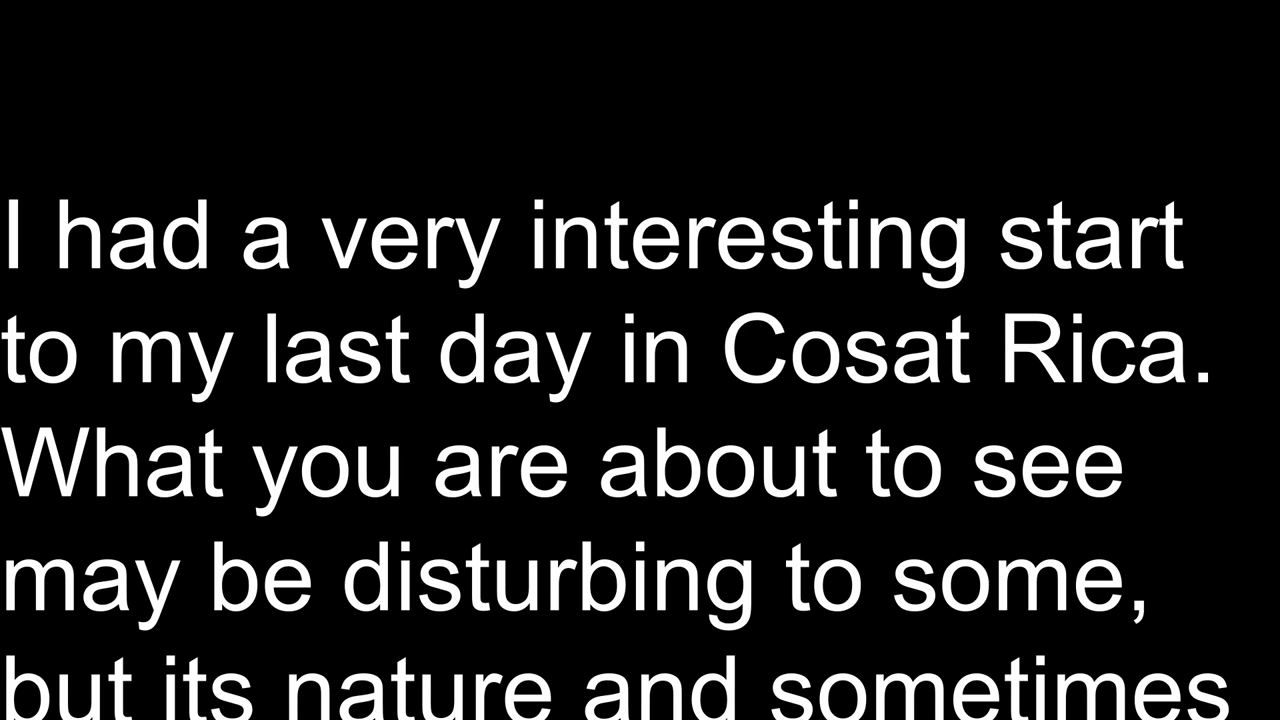 I had a very interesting start
to my last day in Cosat Rica.
What you are about to see
may be disturbing to some,
but its nature and sometimes